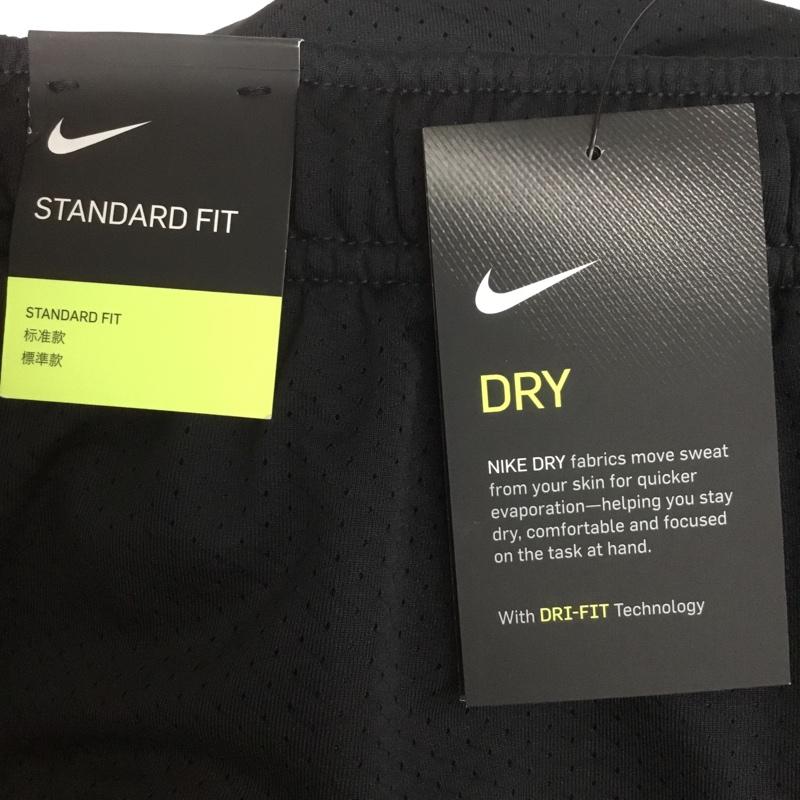 STANDARD FIT
STANDARD FIT
标准款
標準款
DRY
NIKE DRY fabrics move sweat
from your skin for quicker
evaporation—helping you stay
dry, comfortable and focused
on the task at hand.
With DRI-FIT Technology